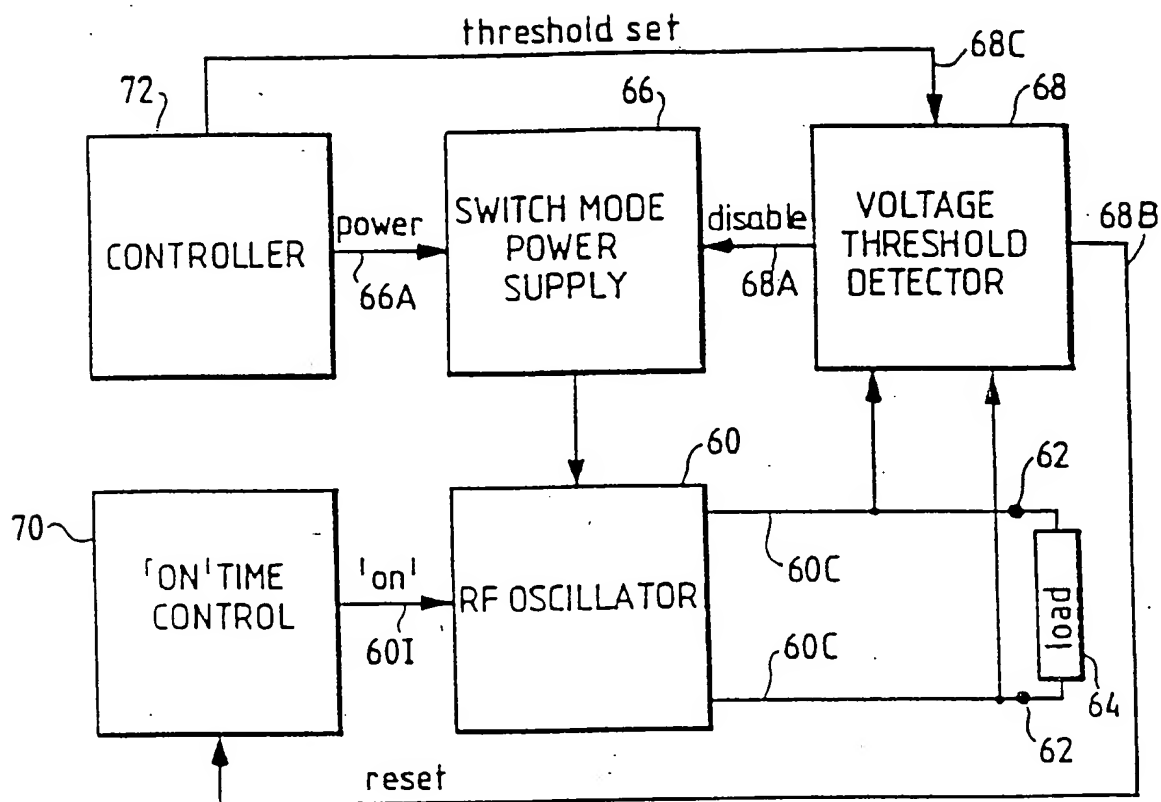 threshold set
68C
72
66
68
CONTROLLER
power
66A
SWITCH MODE
POWER
SUPPLY
disable
68A
VOLTAGE
THRESHOLD
DETECTOR
68B
60
62
70
'ON' TIME
CONTROL
'on'
60I
RF OSCILLATOR
60C
60C
load
64
62
reset